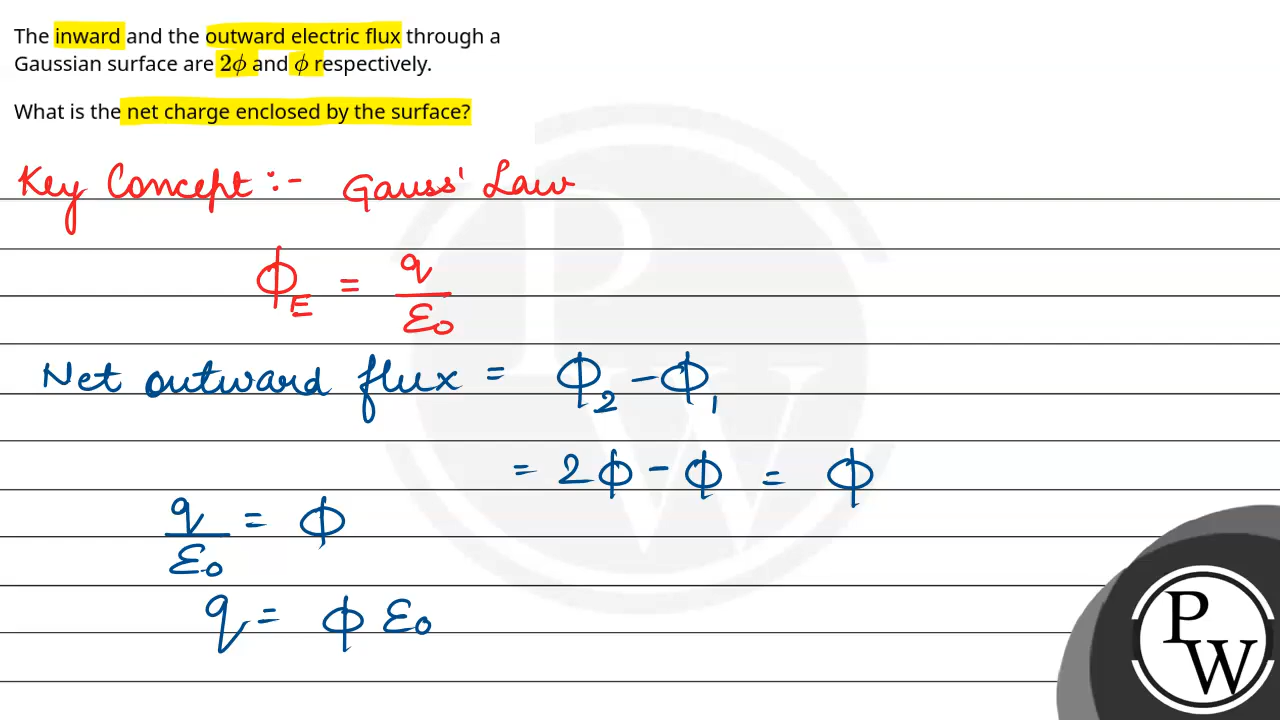 The inward and the outward electric flux through a
Gaussian surface are 2ϕ and ϕ respectively.
What is the net charge enclosed by the surface?
Key Concept :- Gauss' Law
ϕ_E = q/ε₀
Net outward flux = ϕ₂ - ϕ₁
= 2ϕ - ϕ = ϕ
q/ε₀ = ϕ
q = ϕ ε₀
PW
PW